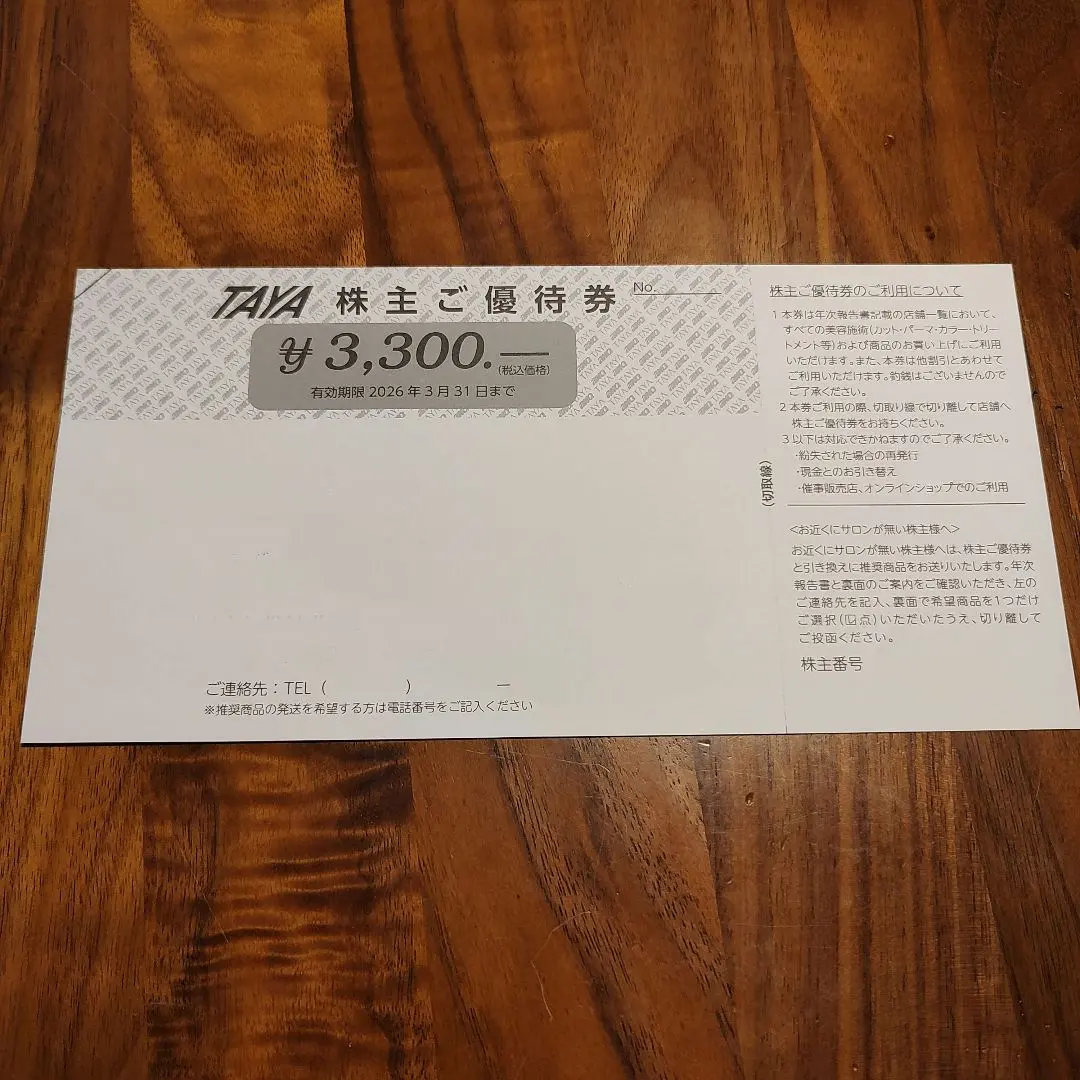 TAYA 株主ご優待券 No.
¥3,300.―(税込価格)
有効期限 2026年3月31日まで
ご連絡先：TEL (　　　　) 　　　　ー
※推奨商品の発送を希望する方は電話番号をご記入ください
(切取線)
株主ご優待券のご利用について
1 本券は年次報告書記載の店舗一覧において、
すべての美容施術(カット・パーマ・カラー・トリー
トメント等)および商品のお買い上げにご利用
いただけます。また、本券は他割引とあわせて
ご利用いただけます。釣銭はございませんので
ご了承ください。
2 本券ご利用の際、切取り線で切り離して店舗へ
株主ご優待券をお持ちください。
3 以下は対応できかねますのでご了承ください。
・紛失された場合の再発行
・現金とのお引き替え
・催事販売店、オンラインショップでのご利用
<お近くにサロンが無い株主様へ>
お近くにサロンが無い株主様へは、株主ご優待券
と引き換えに推奨商品をお送りいたします。年次
報告書と裏面のご案内をご確認いただき、左の
ご連絡先を記入、裏面で希望商品を1つだけ
ご選択(☑点)いただいたうえ、切り離して
ご投函ください。
株主番号